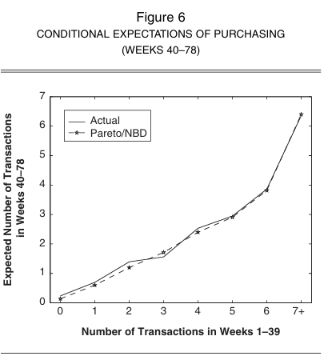 Figure 6
CONDITIONAL EXPECTATIONS OF PURCHASING
(WEEKS 40–78)
7
Actual
Pareto/NBD
6
5
4
3
2
1
0
Expected Number of Transactions
in Weeks 40–78
0 1 2 3 4 5 6 7+
Number of Transactions in Weeks 1–39